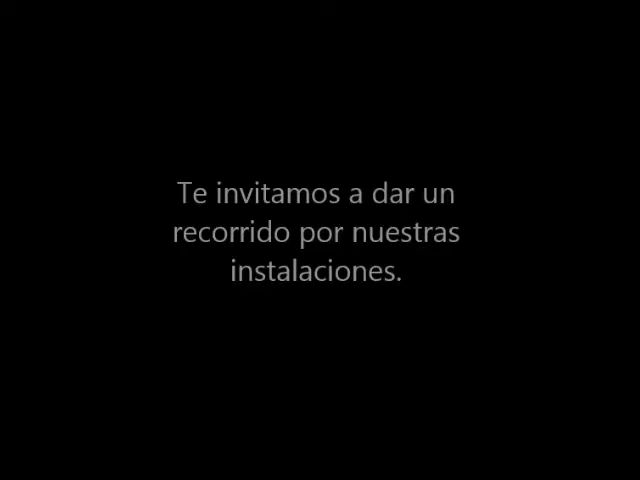 Te invitamos a dar un
recorrido por nuestras
instalaciones.